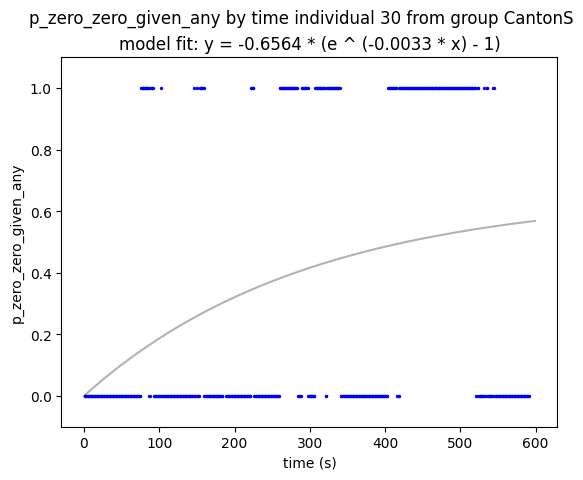 p_zero_zero_given_any by time individual 30 from group CantonS
model fit: y = -0.6564 * (e ^ (-0.0033 * x) - 1)
1.0
0.8
0.6
0.4
0.2
0.0
p_zero_zero_given_any
0 100 200 300 400 500 600
time (s)